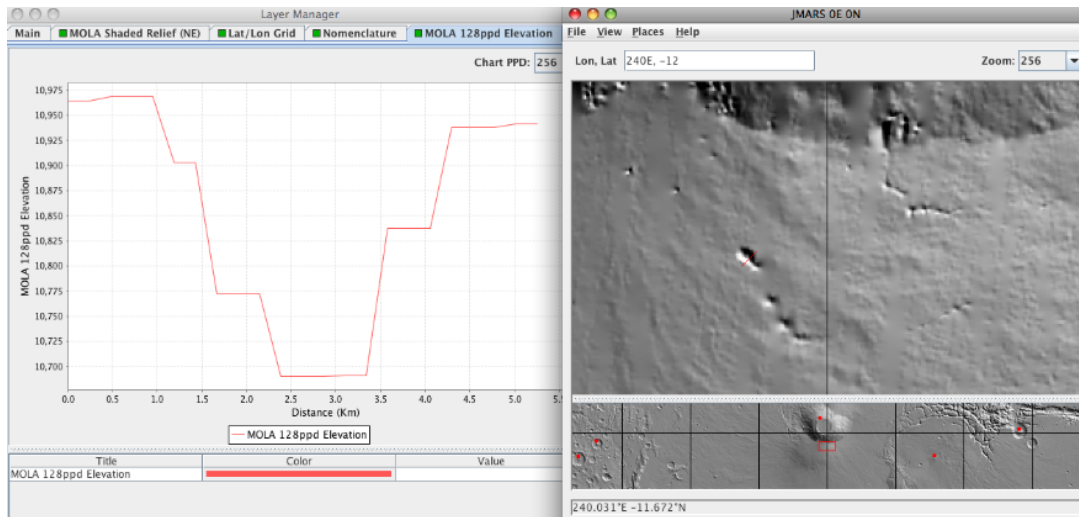 Layer Manager
Main MOLA Shaded Relief (NE) Lat/Lon Grid Nomenclature MOLA 128ppd Elevation
Chart PPD: 256
10,975
10,950
10,925
10,900
10,875
10,850
10,825
10,800
10,775
10,750
10,725
10,700
MOLA 128ppd Elevation
0.0 0.5 1.0 1.5 2.0 2.5 3.0 3.5 4.0 4.5 5.0 5.5
Distance (Km)
MOLA 128ppd Elevation
Title Color Value
MOLA 128ppd Elevation
JMARS 0E 0N
File View Places Help
Lon, Lat 240E, -12 Zoom: 256
240.031°E -11.672°N